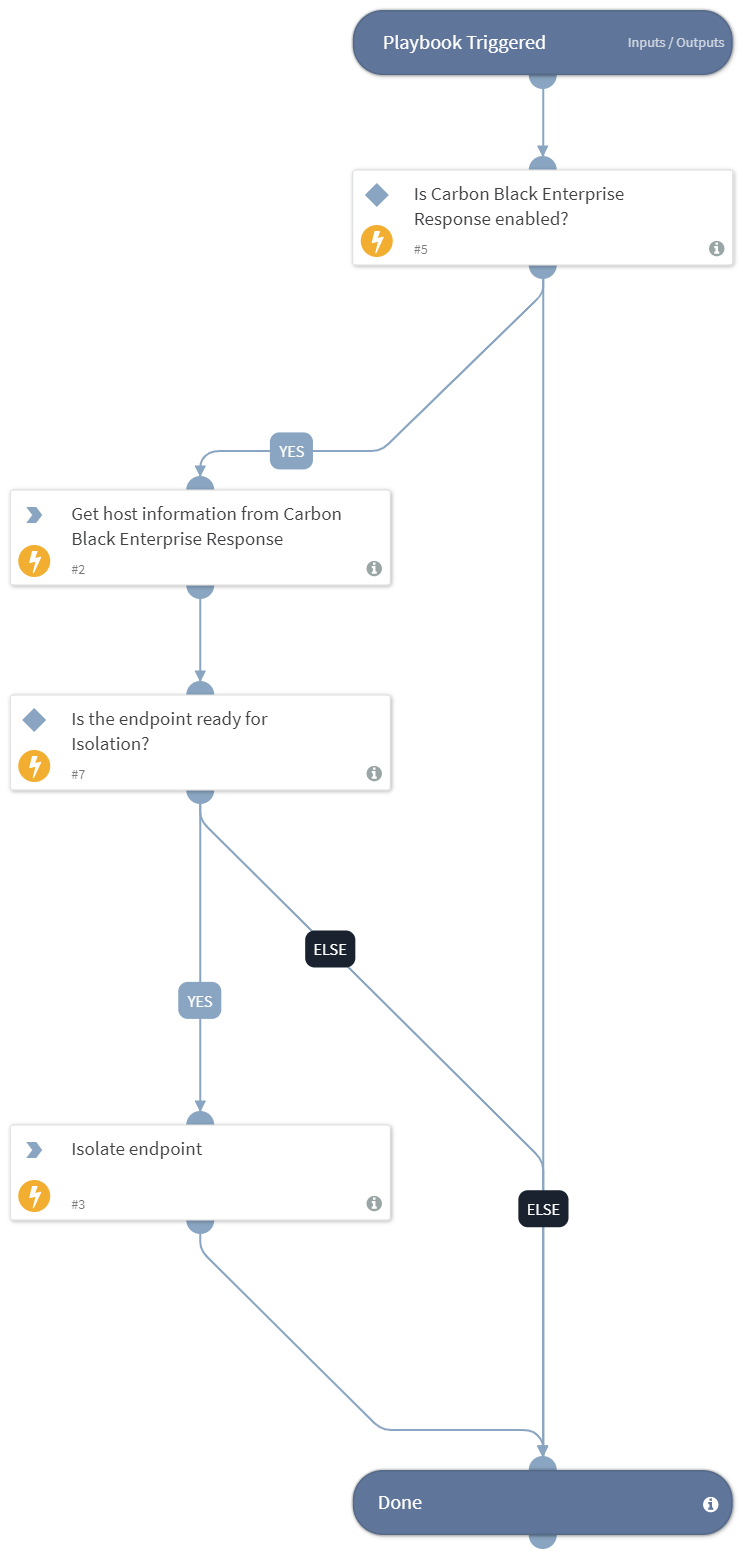 Playbook Triggered
Inputs / Outputs
Is Carbon Black Enterprise
Response enabled?
#5
YES
Get host information from Carbon
Black Enterprise Response
#2
Is the endpoint ready for
Isolation?
#7
ELSE
YES
Isolate endpoint
#3
ELSE
Done